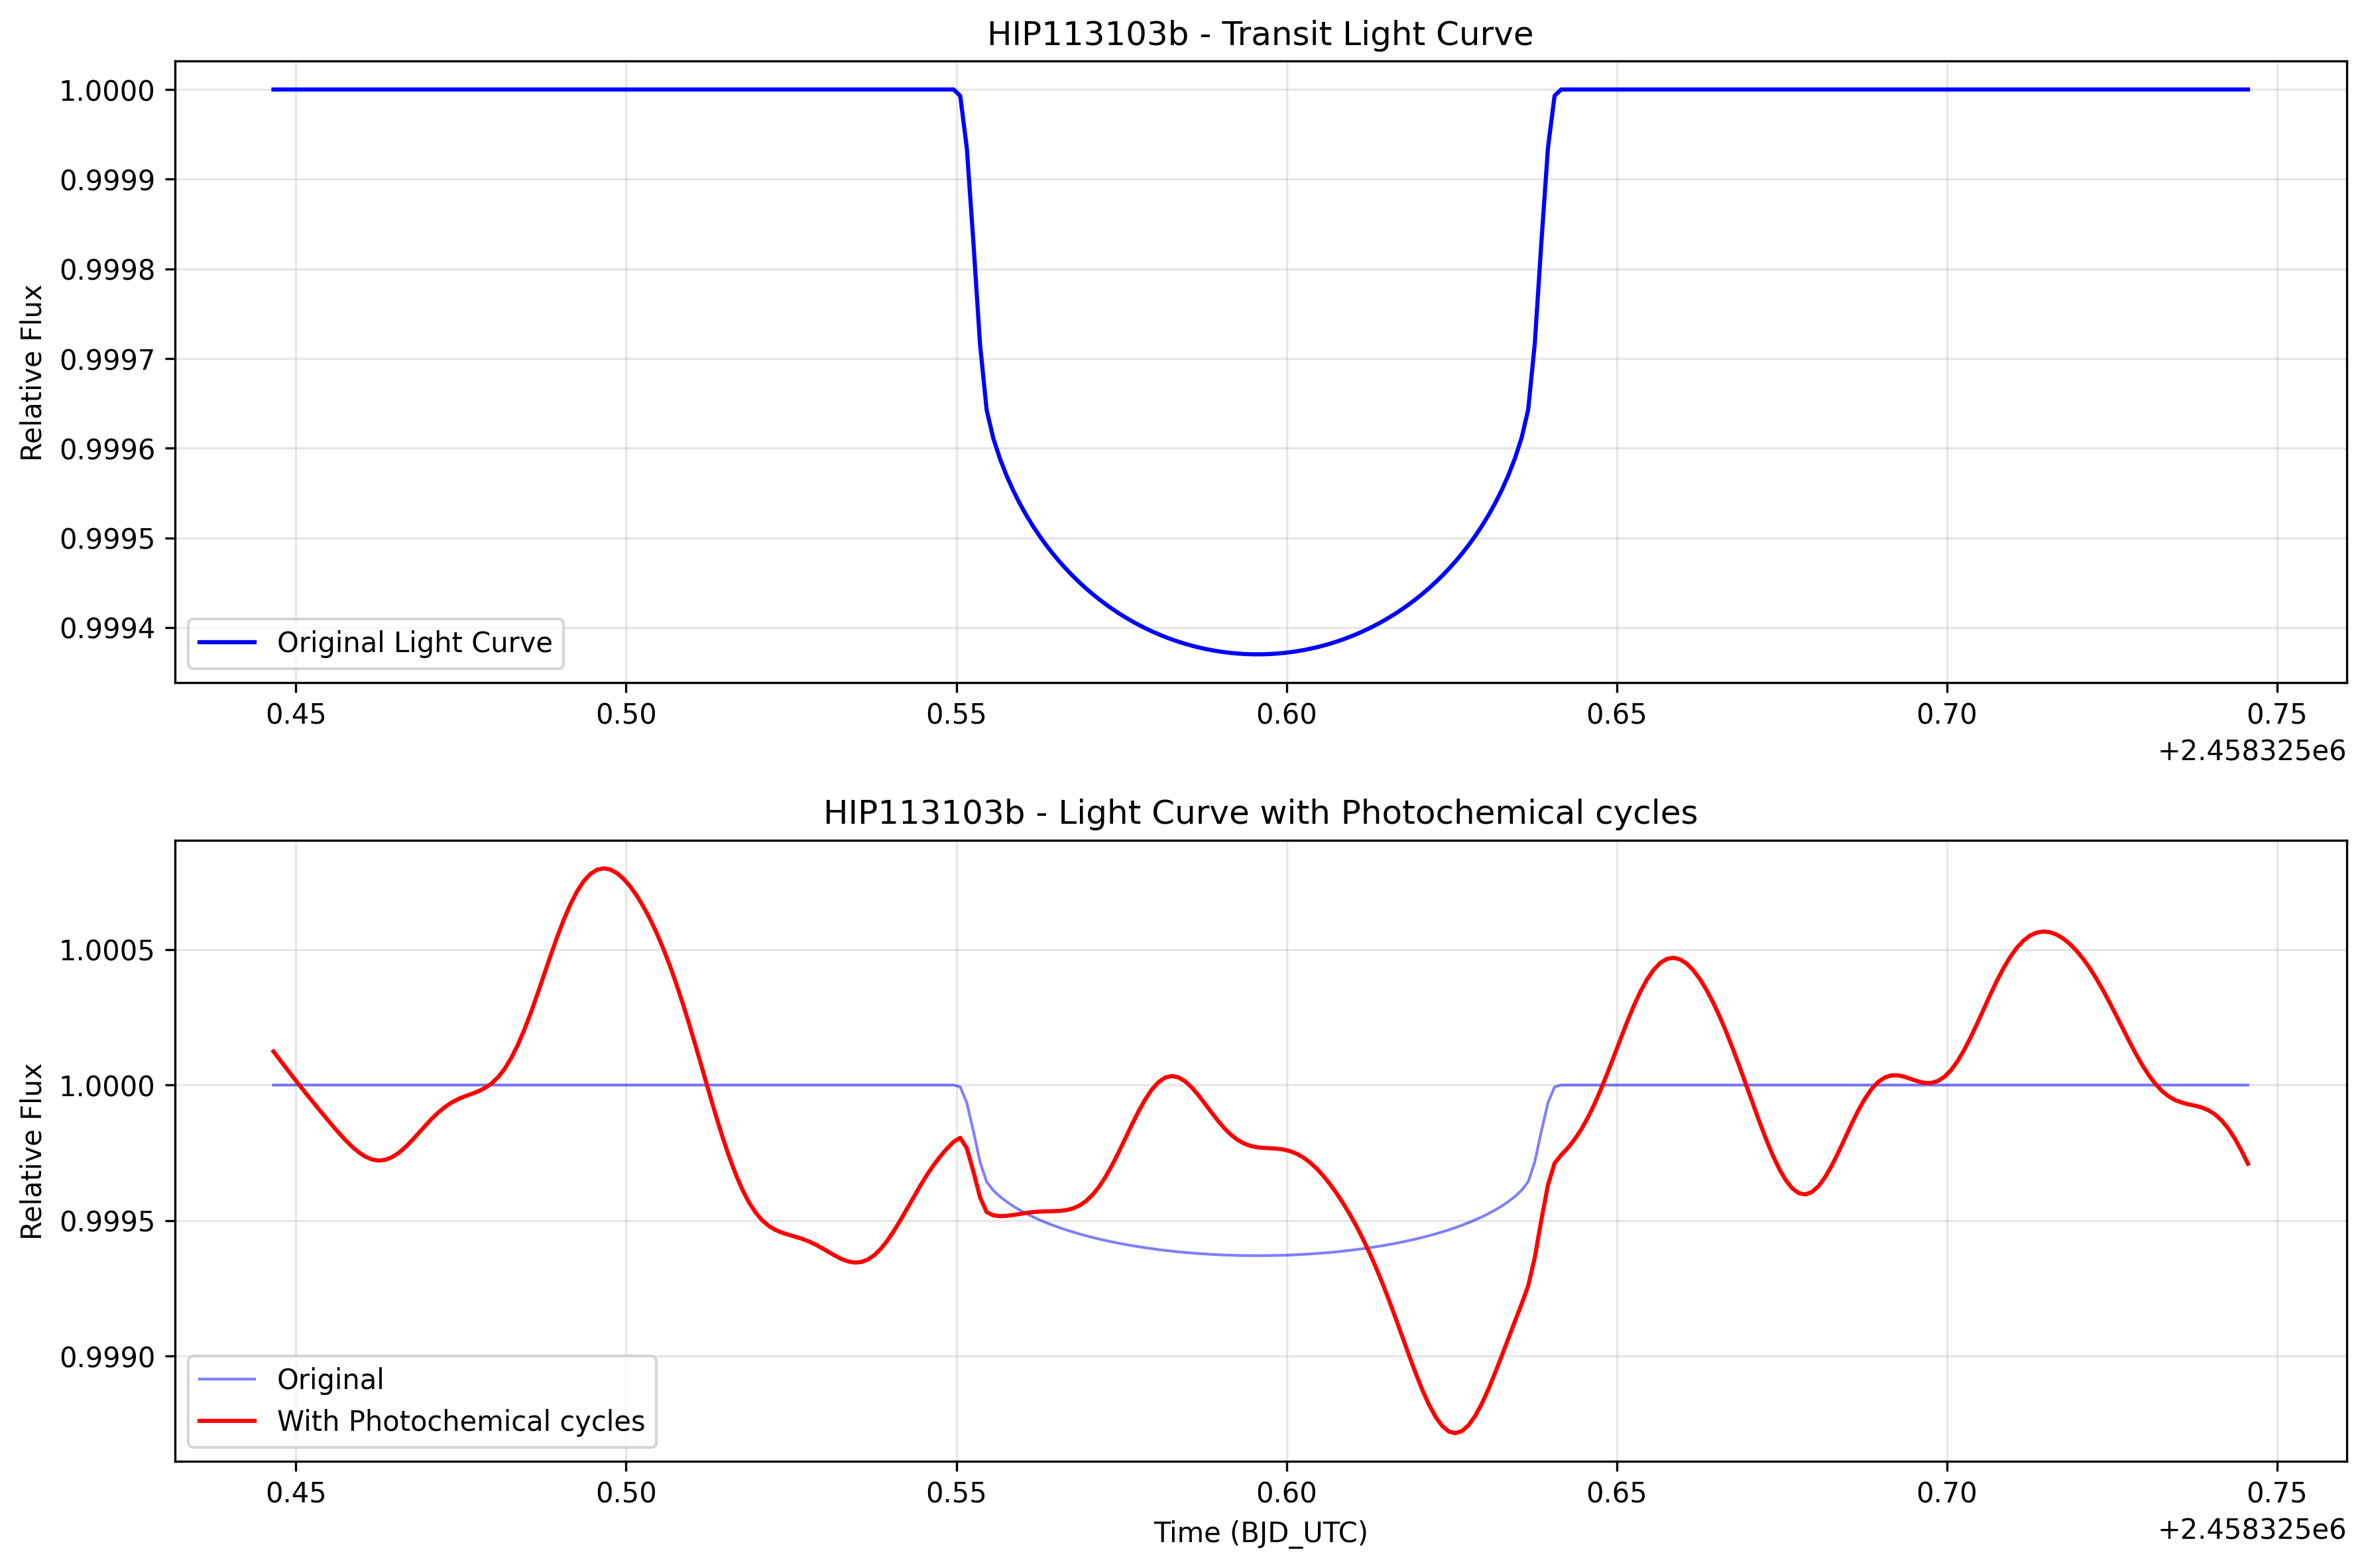 HIP113103b - Transit Light Curve
Relative Flux
1.0000
0.9999
0.9998
0.9997
0.9996
0.9995
0.9994
Original Light Curve
0.45 0.50 0.55 0.60 0.65 0.70 0.75
+2.458325e6
HIP113103b - Light Curve with Photochemical cycles
Relative Flux
1.0005
1.0000
0.9995
0.9990
Original
With Photochemical cycles
0.45 0.50 0.55 0.60 0.65 0.70 0.75
Time (BJD_UTC)
+2.458325e6